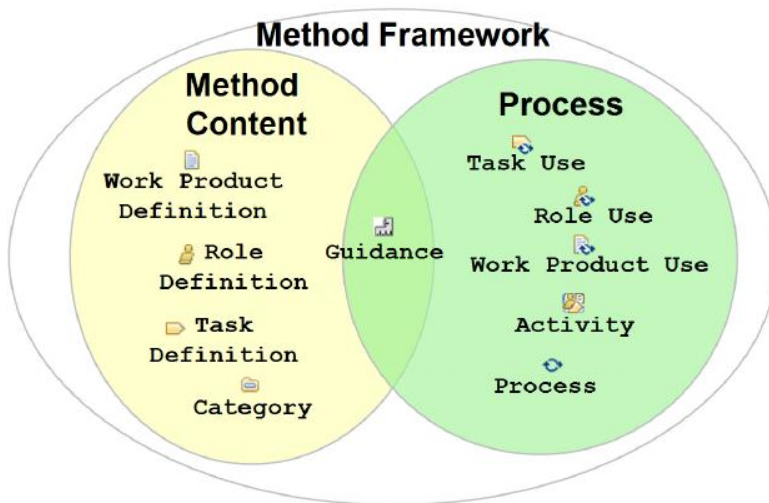 Method Framework
Method
Content
Work Product
Definition
Role
Definition
Task
Definition
Category
Guidance
Process
Task Use
Role Use
Work Product Use
Activity
Process